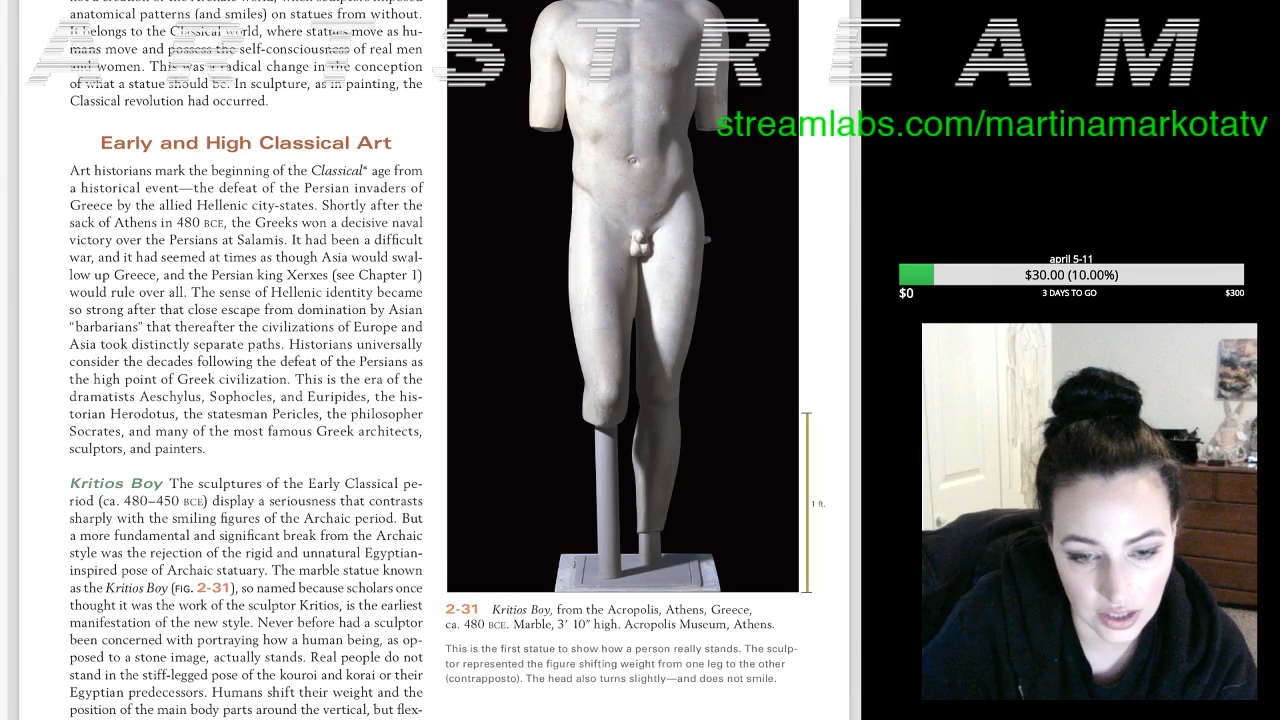 ART STREAM
streamlabs.com/martinamarkotatv
anatomical patterns (and smiles) on statues from without.
It belongs to the Classical world, where statues move as hu-
mans move and possess the self-consciousness of real men
and women. This was a radical change in the conception
of what a statue should be. In sculpture, as in painting, the
Classical revolution had occurred.
Early and High Classical Art
Art historians mark the beginning of the Classical* age from
a historical event—the defeat of the Persian invaders of
Greece by the allied Hellenic city-states. Shortly after the
sack of Athens in 480 BCE, the Greeks won a decisive naval
victory over the Persians at Salamis. It had been a difficult
war, and it had seemed at times as though Asia would swal-
low up Greece, and the Persian king Xerxes (see Chapter 1)
would rule over all. The sense of Hellenic identity became
so strong after that close escape from domination by Asian
“barbarians” that thereafter the civilizations of Europe and
Asia took distinctly separate paths. Historians universally
consider the decades following the defeat of the Persians as
the high point of Greek civilization. This is the era of the
dramatists Aeschylus, Sophocles, and Euripides, the his-
torian Herodotus, the statesman Pericles, the philosopher
Socrates, and many of the most famous Greek architects,
sculptors, and painters.
Kritios Boy The sculptures of the Early Classical pe-
riod (ca. 480–450 BCE) display a seriousness that contrasts
sharply with the smiling figures of the Archaic period. But
a more fundamental and significant break from the Archaic
style was the rejection of the rigid and unnatural Egyptian-
inspired pose of Archaic statuary. The marble statue known
as the Kritios Boy (FIG. 2-31), so named because scholars once
thought it was the work of the sculptor Kritios, is the earliest
manifestation of the new style. Never before had a sculptor
been concerned with portraying how a human being, as op-
posed to a stone image, actually stands. Real people do not
stand in the stiff-legged pose of the kouroi and korai or their
Egyptian predecessors. Humans shift their weight and the
position of the main body parts around the vertical, but flex-
1 ft.
2-31 Kritios Boy, from the Acropolis, Athens, Greece,
ca. 480 BCE. Marble, 3’ 10” high. Acropolis Museum, Athens.
This is the first statue to show how a person really stands. The sculp-
tor represented the figure shifting weight from one leg to the other
(contrapposto). The head also turns slightly—and does not smile.
april 5-11
$30.00 (10.00%)
$0 3 DAYS TO GO $300